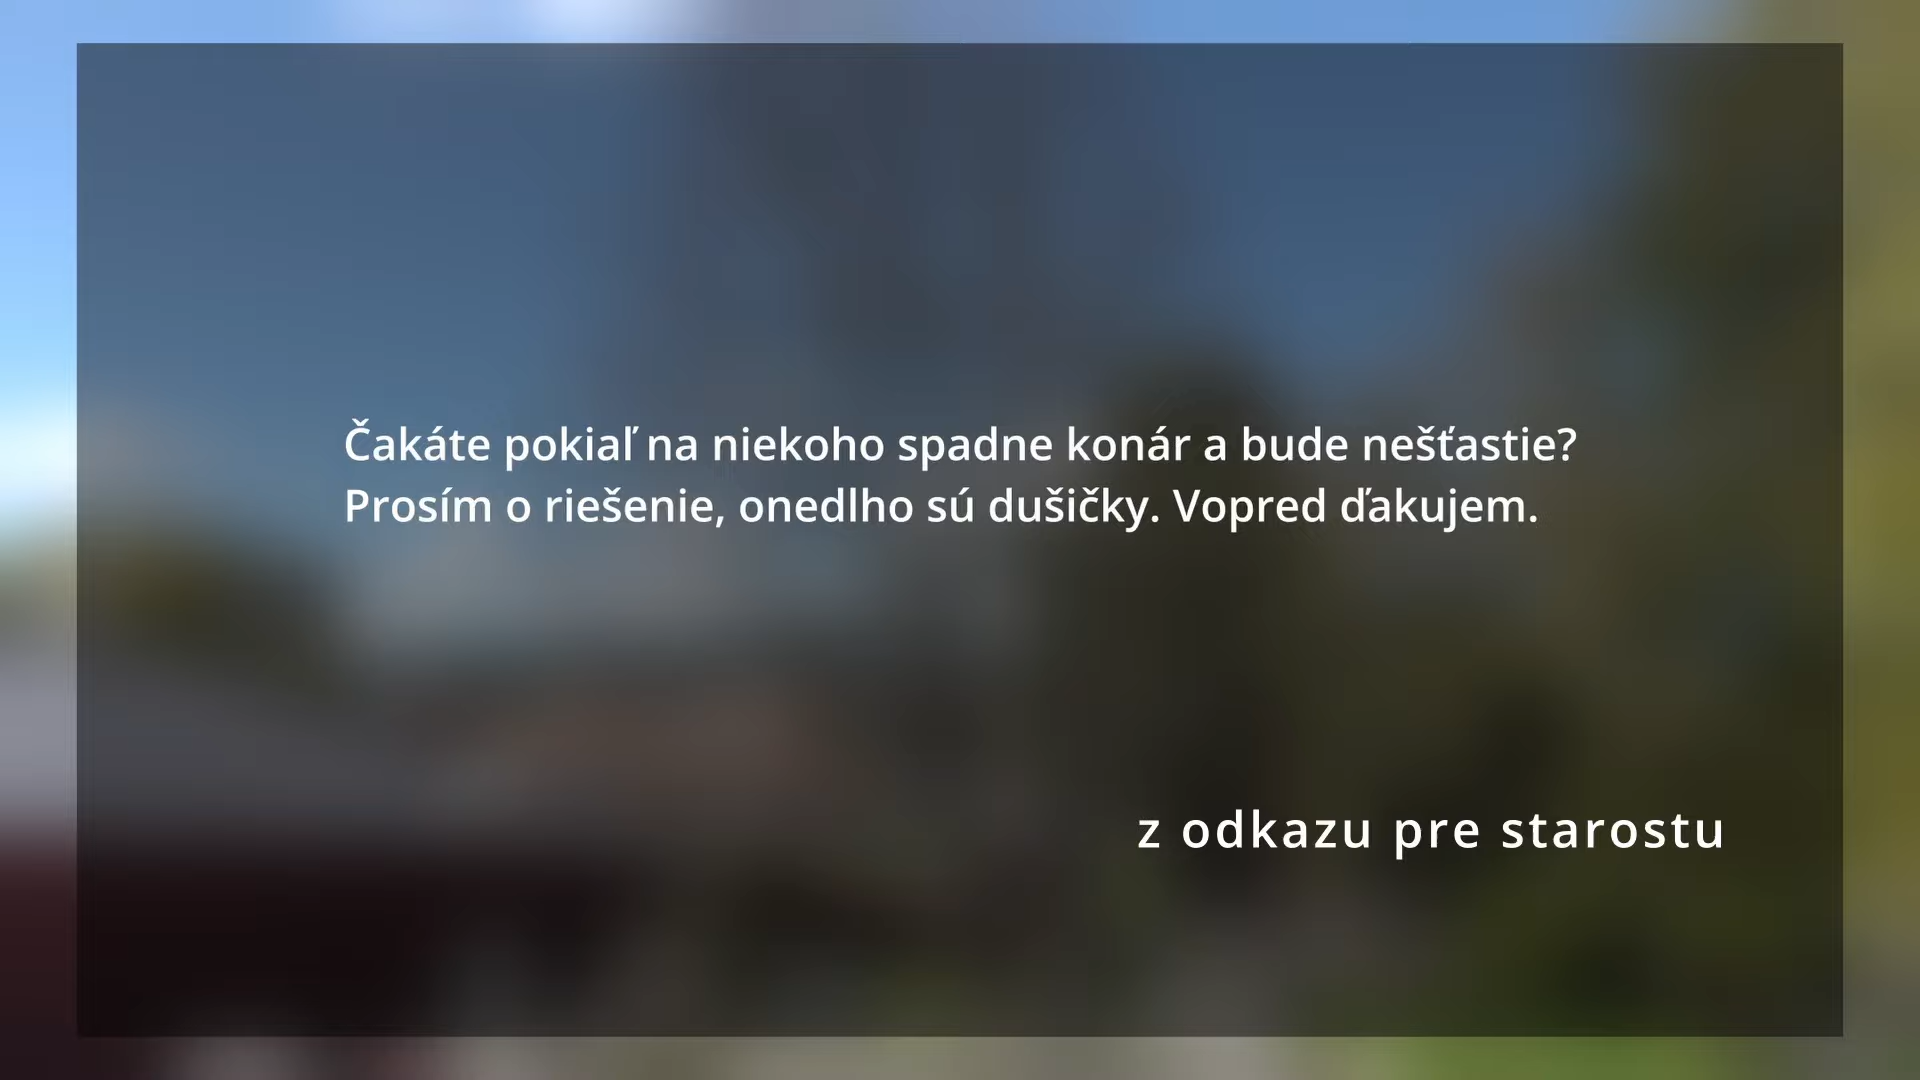 Čakáte pokiaľ na niekoho spadne konár a bude nešťastie?
Prosím o riešenie, onedlho sú dušičky. Vopred ďakujem.
z odkazu pre starostu